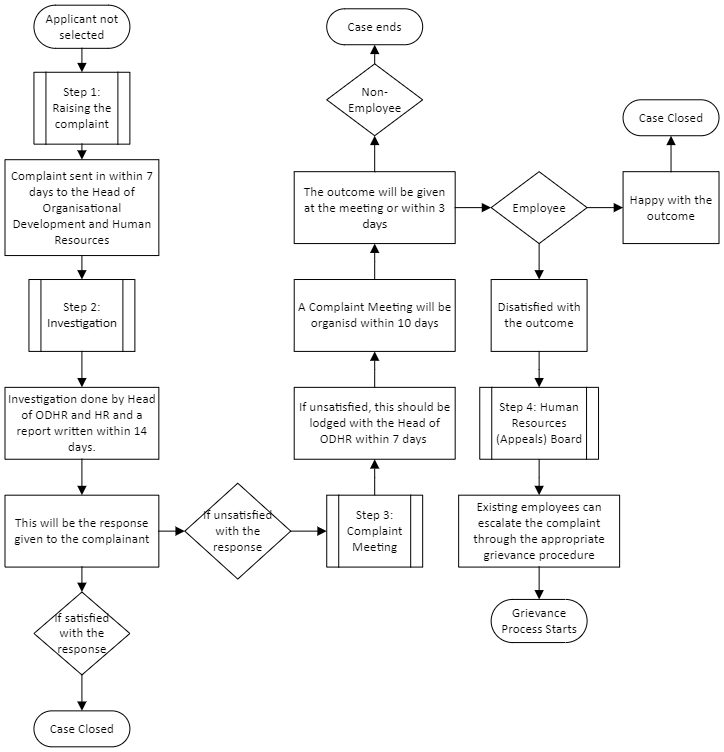 Applicant not
selected
Step 1:
Raising the
complaint
Complaint sent in within 7
days to the Head of
Organisational
Development and Human
Resources
Step 2:
Investigation
Investigation done by Head
of ODHR and HR and a
report written within 14
days.
This will be the response
given to the complainant
If satisfied
with the
response
Case Closed
If unsatisfied
with the
response
Step 3:
Complaint
Meeting
If unsatisfied, this should be
lodged with the Head of
ODHR within 7 days
A Complaint Meeting will be
organisd within 10 days
The outcome will be given
at the meeting or within 3
days
Non-
Employee
Case ends
Employee
Happy with the
outcome
Case Closed
Disatisfied with
the outcome
Step 4: Human
Resources
(Appeals) Board
Existing employees can
escalate the complaint
through the appropriate
grievance procedure
Grievance
Process Starts